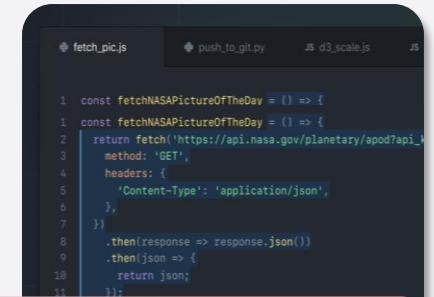 fetch_pic.js push_to_git.py JS d3_scale.js JS
1 const fetchNASAPictureOfTheDay = () => {
1 const fetchNASAPictureOfTheDay = () => {
2 return fetch('https://api.nasa.gov/planetary/apod?api_k
3 method: 'GET',
4 headers: {
5 'Content-Type': 'application/json',
6 },
7 })
8 .then(response => response.json())
9 .then(json => {
10 return json;
11 });